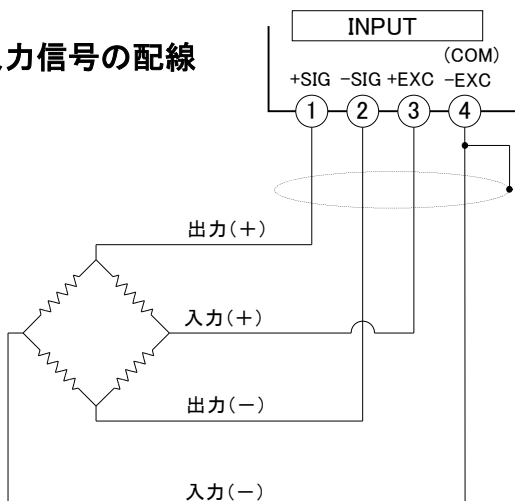 INPUT
力信号の配線
(COM)
+SIG −SIG +EXC −EXC
1 2 3 4
出力(＋)
入力(＋)
出力(－)
入力(－)